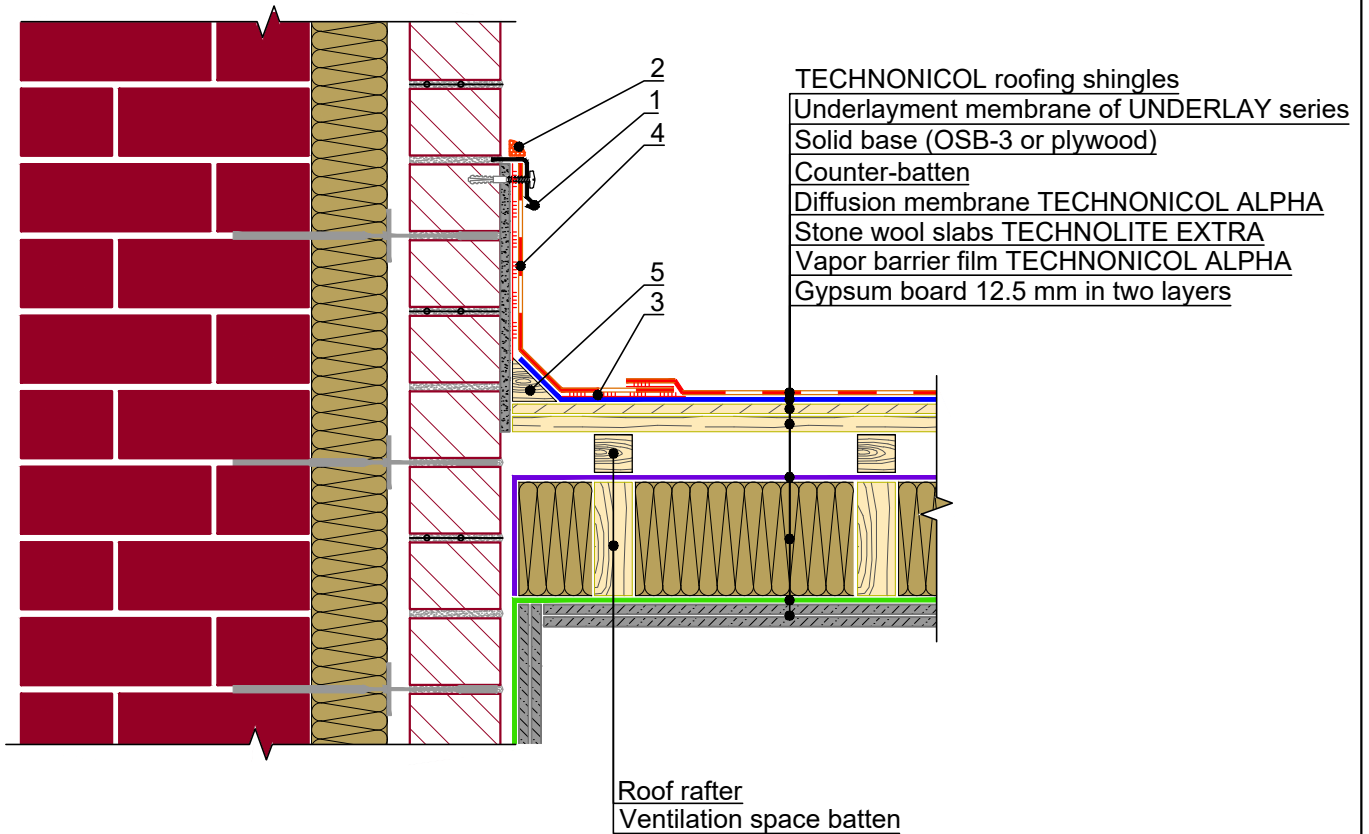 2
1
4
5
3
TECHNONICOL roofing shingles
Underlayment membrane of UNDERLAY series
Solid base (OSB-3 or plywood)
Counter-batten
Diffusion membrane TECHNONICOL ALPHA
Stone wool slabs TECHNOLITE EXTRA
Vapor barrier film TECHNONICOL ALPHA
Gypsum board 12.5 mm in two layers
Roof rafter
Ventilation space batten